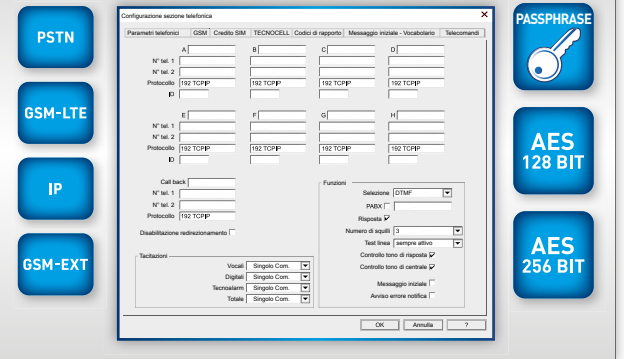 PSTN
GSM-LTE
IP
GSM-EXT
Configurazione sezione telefonica
Parametri telefonici GSM Credito SIM TECNOCELL Codici di rapporto Messaggio iniziale - Vocabolario Telecomandi
A B C D
N° tel. 1
N° tel. 2
Protocollo 192 TCPIP 192 TCPIP 192 TCPIP 192 TCPIP
ID
E F G H
N° tel. 1
N° tel. 2
Protocollo 192 TCPIP 192 TCPIP 192 TCPIP 192 TCPIP
ID
Call back
N° tel. 1
N° tel. 2
Protocollo 192 TCPIP
Disabilitazione redirezionamento
Tacitazioni
Vocali Singolo Com.
Digitali Singolo Com.
Tecnoalarm Singolo Com.
Totale Singolo Com.
Funzioni
Selezione DTMF
PABX
Risposta
Numero di squilli 3
Test linea sempre attivo
Controllo tono di risposta
Controllo tono di centrale
Messaggio iniziale
Avviso errore notifica
OK Annulla ?
PASSPHRASE
AES
128 BIT
AES
256 BIT